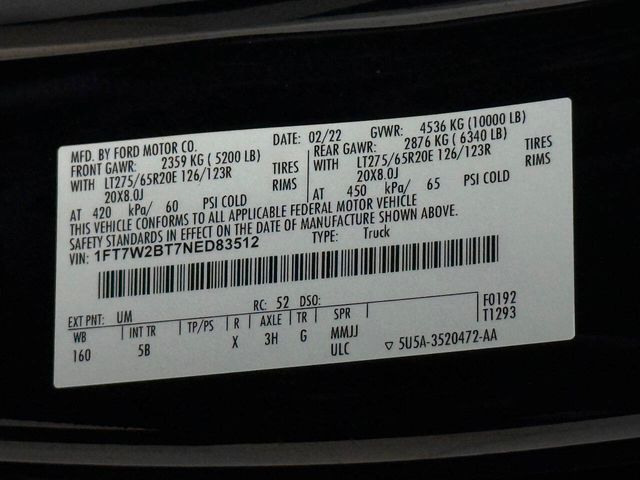 MFD. BY FORD MOTOR CO. DATE: 02/22 GVWR: 4536 KG (10000 LB)
FRONT GAWR: 2359 KG (5200 LB) REAR GAWR: 2876 KG (6340 LB)
WITH LT275/65R20E 126/123R TIRES WITH LT275/65R20E 126/123R TIRES
20X8.0J RIMS 20X8.0J RIMS
AT 420 kPa/ 60 PSI COLD AT 450 kPa/ 65 PSI COLD
THIS VEHICLE CONFORMS TO ALL APPLICABLE FEDERAL MOTOR VEHICLE
SAFETY STANDARDS IN EFFECT ON THE DATE OF MANUFACTURE SHOWN ABOVE.
VIN: 1FT7W2BT7NED83512 TYPE: Truck
EXT PNT: UM RC: 52 DSO: F0192
WB INT TR TP/PS R AXLE TR SPR T1293
160 5B X 3H G MMJJ
ULC ▽ 5U5A-3520472-AA